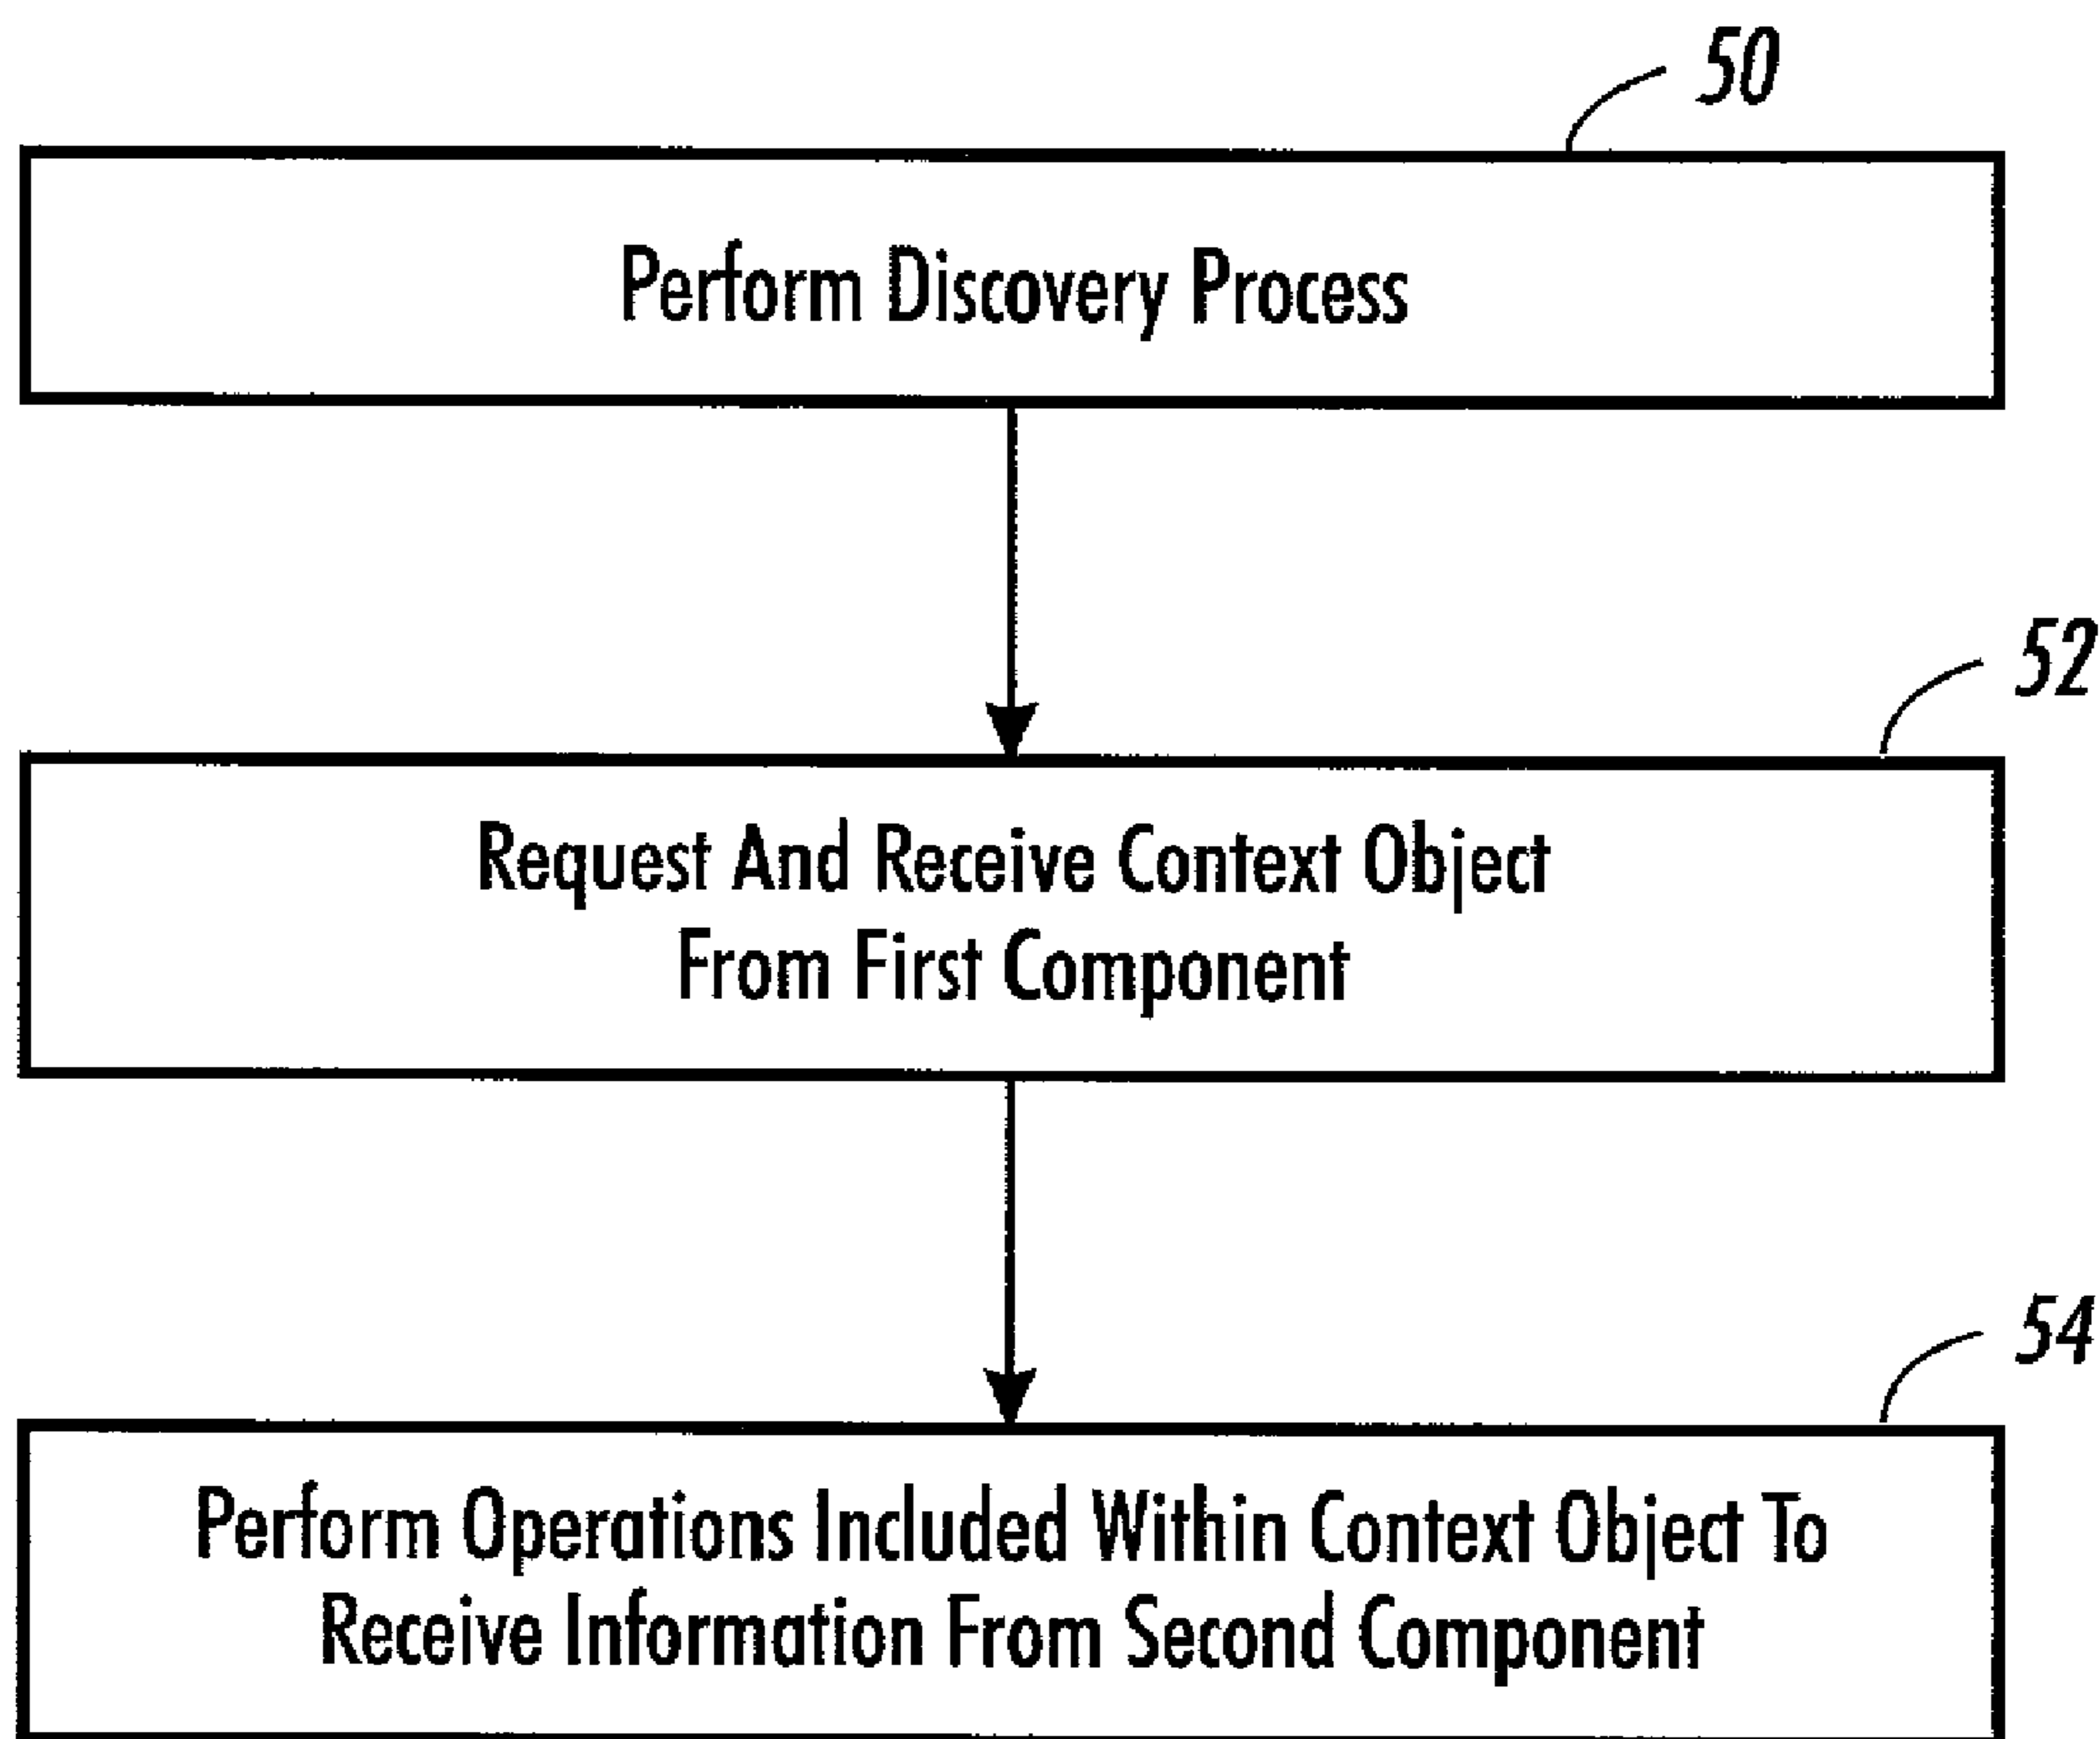 50
Perform Discovery Process
52
Request And Receive Context Object
From First Component
54
Perform Operations Included Within Context Object To
Receive Information From Second Component